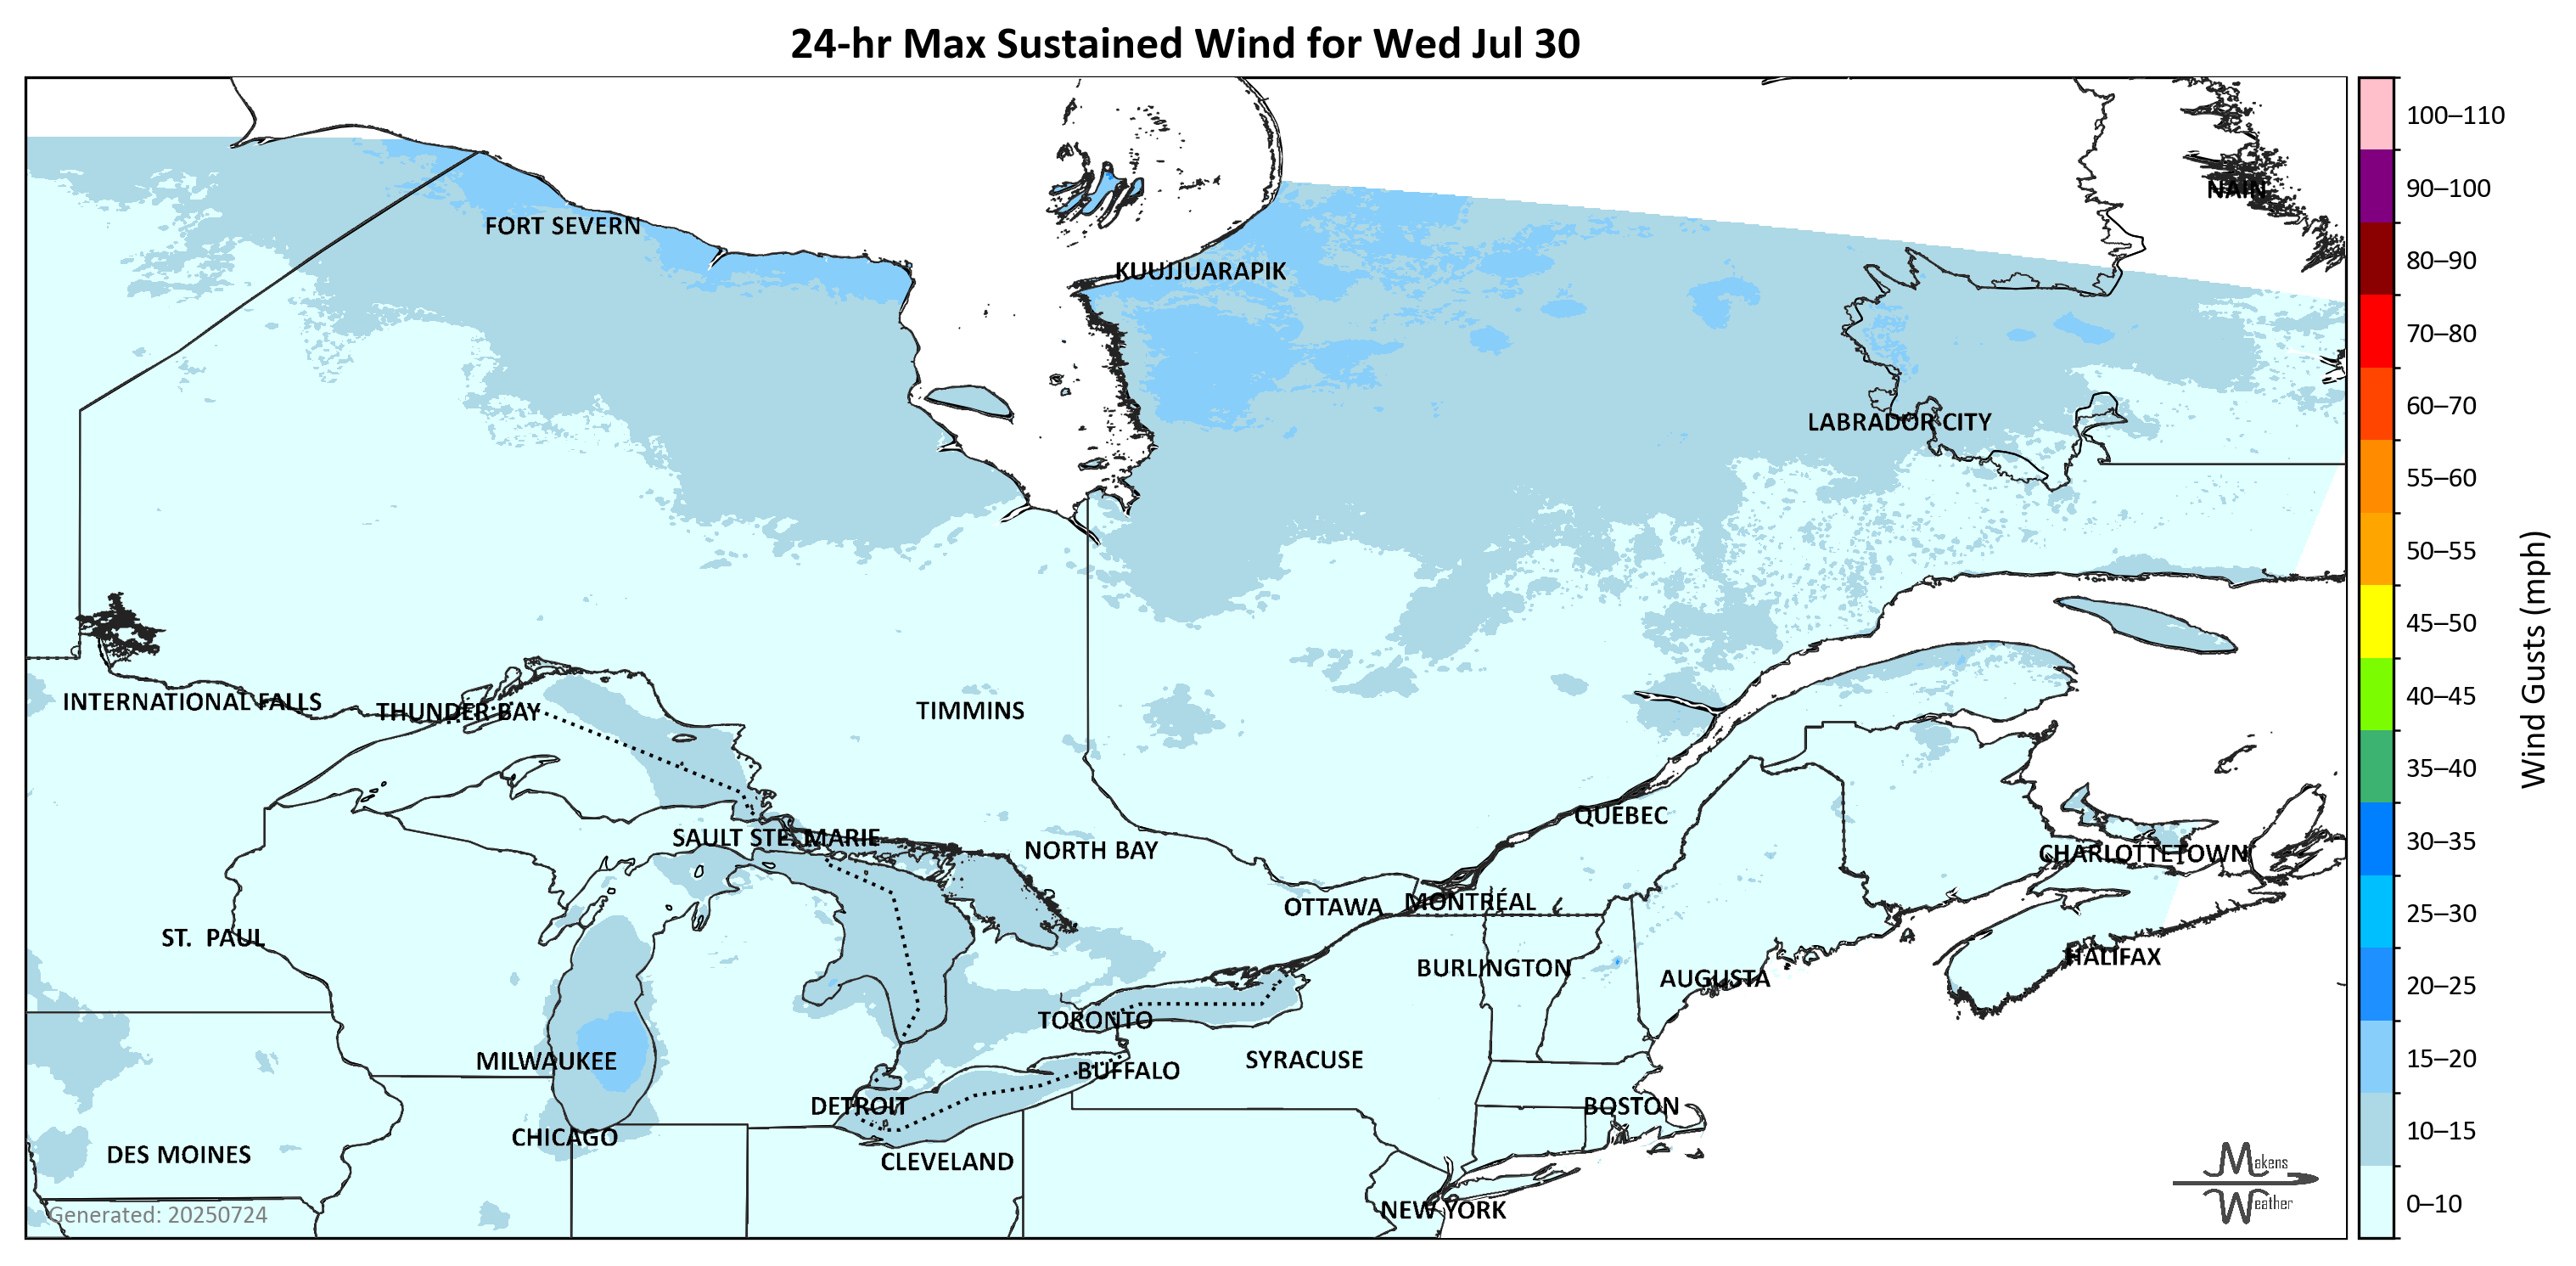 24-hr Max Sustained Wind for Wed Jul 30
100–110
90–100
NAIN
FORT SEVERN
80–90
KUUJJUARAPIK
70–80
60–70
LABRADOR CITY
55–60
50–55
45–50
Wind Gusts (mph)
40–45
INTERNATIONAL FALLS
THUNDER BAY
TIMMINS
35–40
QUÉBEC
30–35
SAULT STE. MARIE
NORTH BAY
CHARLOTTETOWN
OTTAWA
MONTRÉAL
25–30
ST. PAUL
BURLINGTON
HALIFAX
AUGUSTA
20–25
TORONTO
MILWAUKEE
SYRACUSE
15–20
BUFFALO
DETROIT
BOSTON
CHICAGO
10–15
DES MOINES
CLEVELAND
Makens
Weather
0–10
NEW YORK
Generated: 20250724